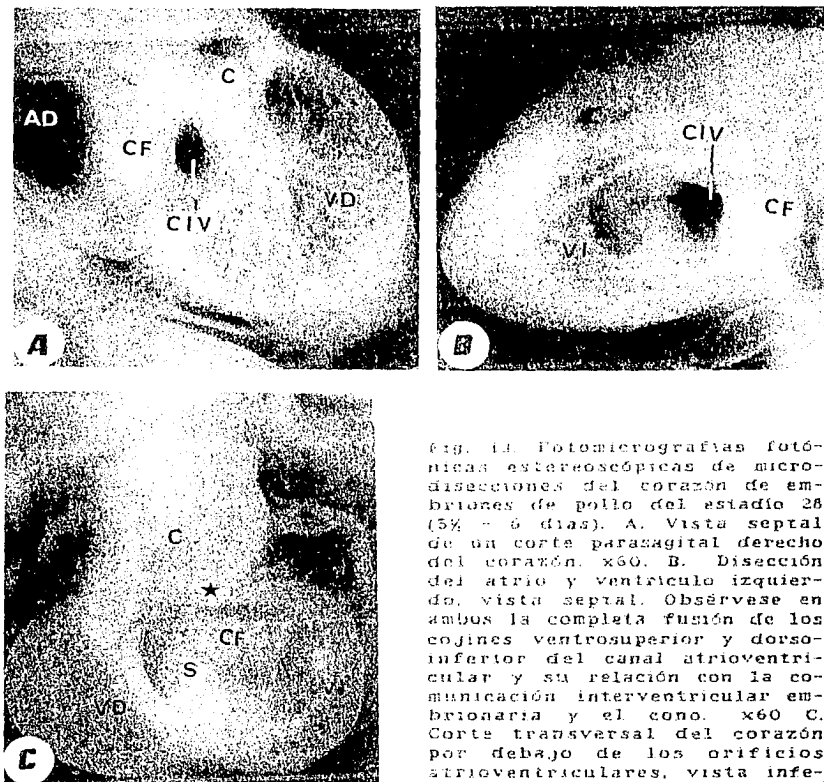 C
AD
CF
CIV
VD
A
CIV
CF
VI
B
C
CF
S
VD
C
Fig. Fotomicrografías fotó-
nicas estereoscópicas de micro-
disecciones del corazón de em-
briones de pollo del estadío 28
(5½ - 6 días). A. Vista septal
de un corte parasagital derecho
del corazón. x60. B. Disección
del atrio y ventrículo izquier-
do, vista septal. Obsérvese en
ambos la completa fusión de los
cojines ventrosuperior y dorso-
inferior del canal atrioventri-
cular y su relación con la co-
municación interventricular em-
brionaria y el cono. x60 C.
Corte transversal del corazón
por debajo de los orificios
atrioventriculares, vista infe-